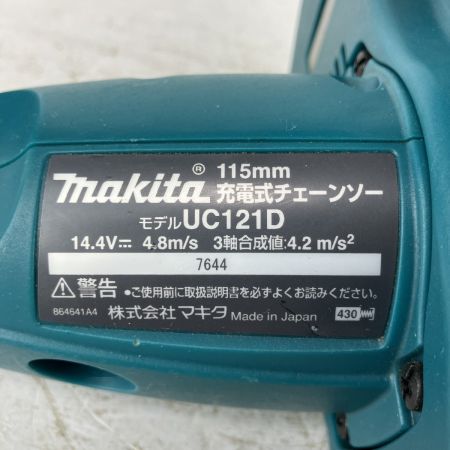 makita® 115mm
充電式チェーンソー
モデルUC121D
14.4V⎓ 4.8m/s 3軸合成値:4.2 m/s²
7644
⚠警告 •ご使用前に取扱説明書を必ずよくお読みください。
864641A4 株式会社マキタ Made in Japan 430